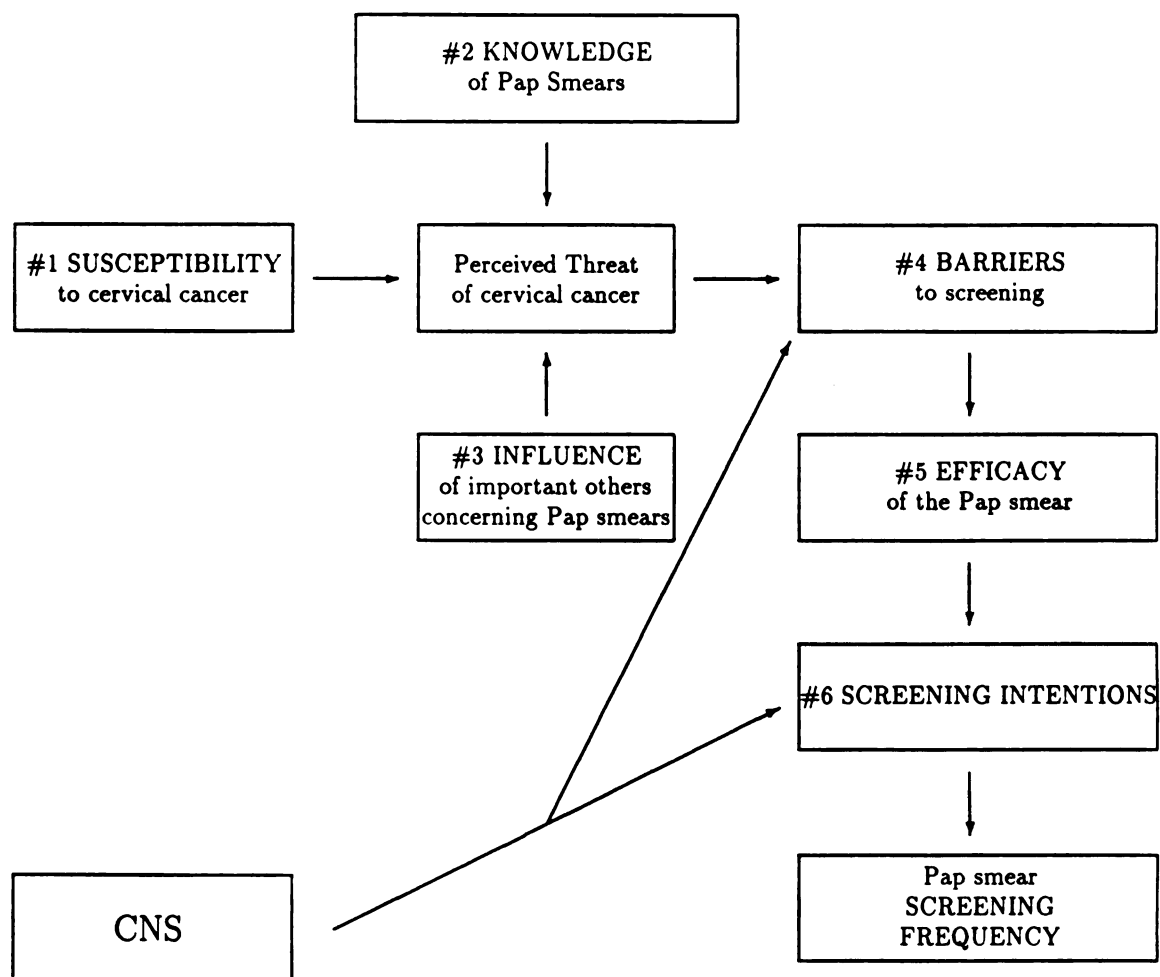 #2 KNOWLEDGE
of Pap Smears
#1 SUSCEPTIBILITY
to cervical cancer
Perceived Threat
of cervical cancer
#4 BARRIERS
to screening
#3 INFLUENCE
of important others
concerning Pap smears
#5 EFFICACY
of the Pap smear
#6 SCREENING INTENTIONS
CNS
Pap smear
SCREENING
FREQUENCY